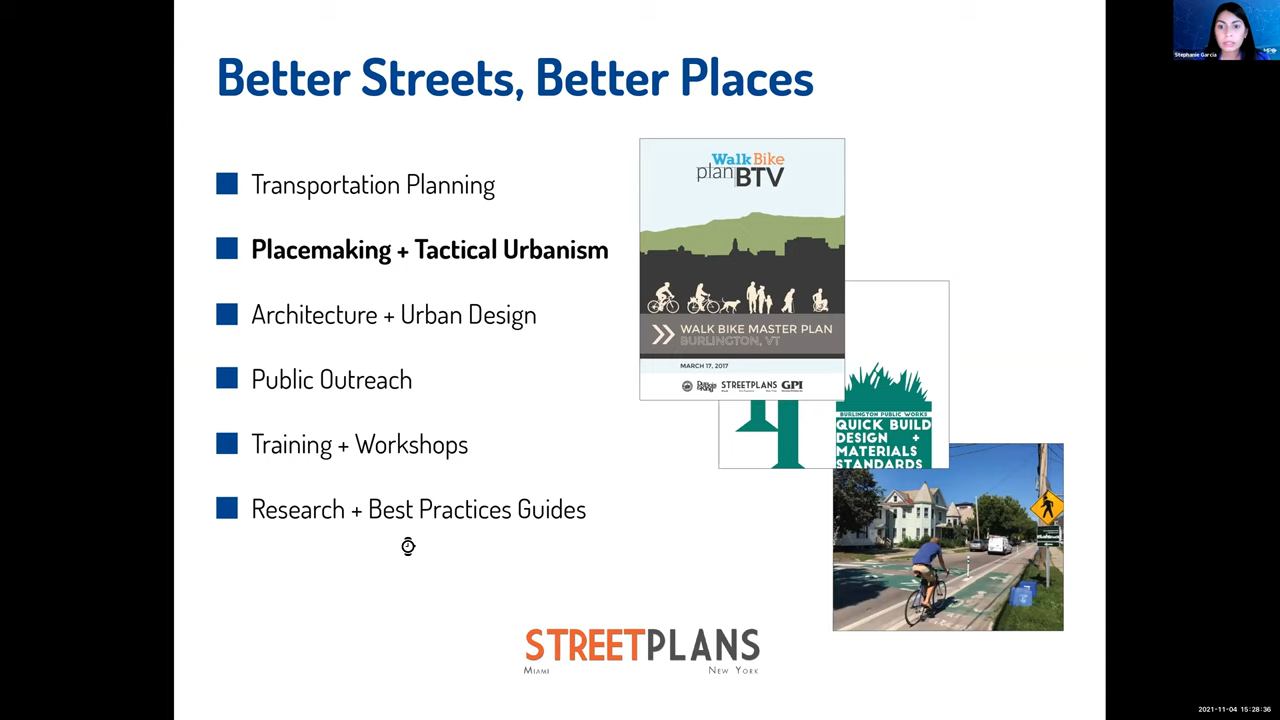 Better Streets, Better Places
Transportation Planning
Placemaking + Tactical Urbanism
Architecture + Urban Design
Public Outreach
Training + Workshops
Research + Best Practices Guides
Walk Bike
plan BTV
WALK BIKE MASTER PLAN
BURLINGTON, VT
MARCH 17, 2017
STREETPLANS
GPI
BURLINGTON PUBLIC WORKS
QUICK BUILD
DESIGN +
MATERIALS
STANDARDS
STREETPLANS
MIAMI NEW YORK
Stephanie Garcia
2021-11-04 15:28:36